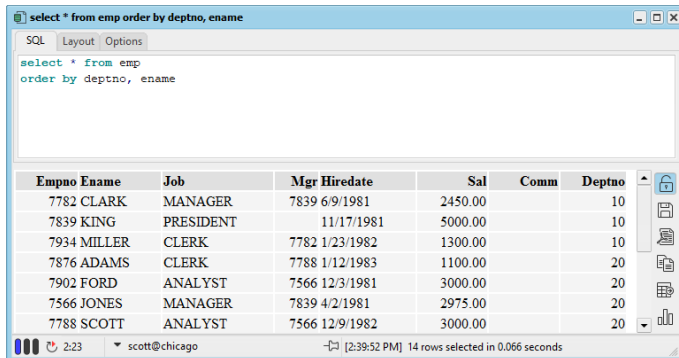 select * from emp order by deptno, ename
SQL Layout Options
select * from emp
order by deptno, ename
Empno Ename Job Mgr Hiredate Sal Comm Deptno
7782 CLARK MANAGER 7839 6/9/1981 2450.00 10
7839 KING PRESIDENT 11/17/1981 5000.00 10
7934 MILLER CLERK 7782 1/23/1982 1300.00 10
7876 ADAMS CLERK 7788 1/12/1983 1100.00 20
7902 FORD ANALYST 7566 12/3/1981 3000.00 20
7566 JONES MANAGER 7839 4/2/1981 2975.00 20
7788 SCOTT ANALYST 7566 12/9/1982 3000.00 20
2:23 scott@chicago [2:39:52 PM] 14 rows selected in 0.066 seconds